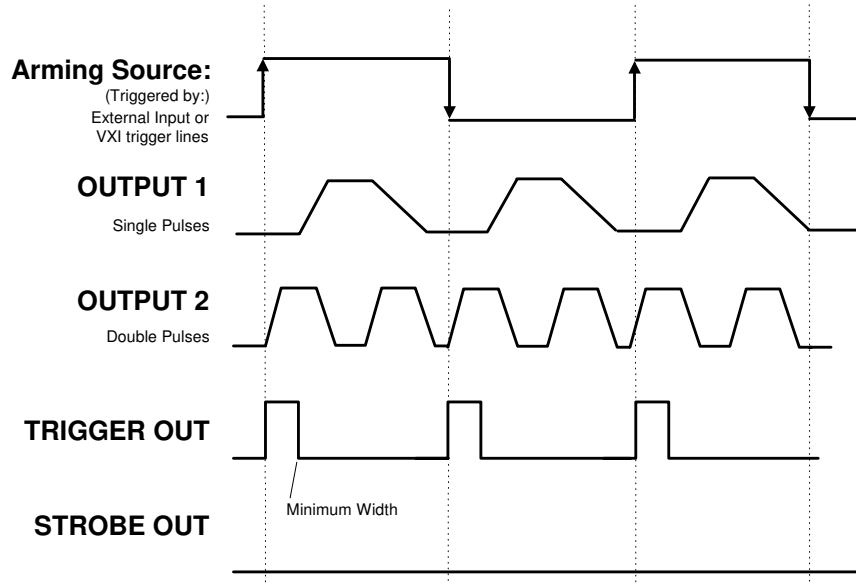 Arming Source:
(Triggered by:)
External Input or
VXI trigger lines
OUTPUT 1
Single Pulses
OUTPUT 2
Double Pulses
TRIGGER OUT
Minimum Width
STROBE OUT